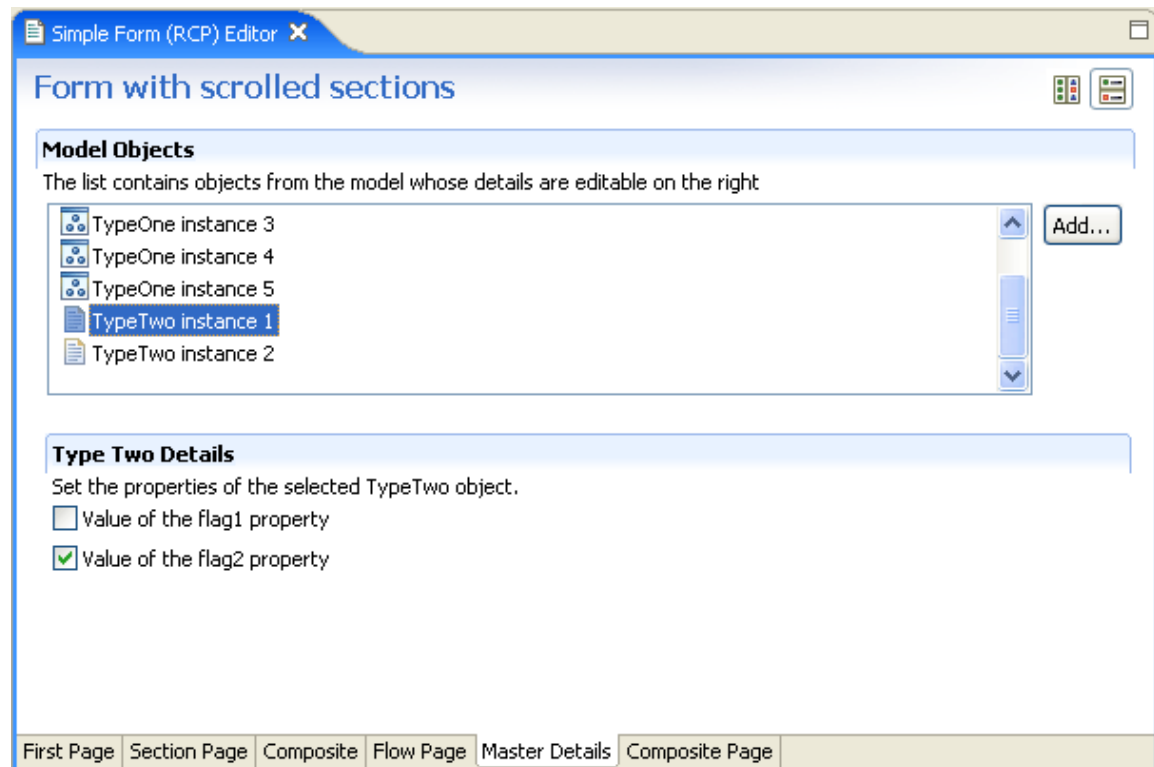 Simple Form (RCP) Editor
Form with scrolled sections
Model Objects
The list contains objects from the model whose details are editable on the right
TypeOne instance 3
Add...
TypeOne instance 4
TypeOne instance 5
TypeTwo instance 1
TypeTwo instance 2
Type Two Details
Set the properties of the selected TypeTwo object.
Value of the flag1 property
Value of the flag2 property
First Page Section Page Composite Flow Page Master Details Composite Page